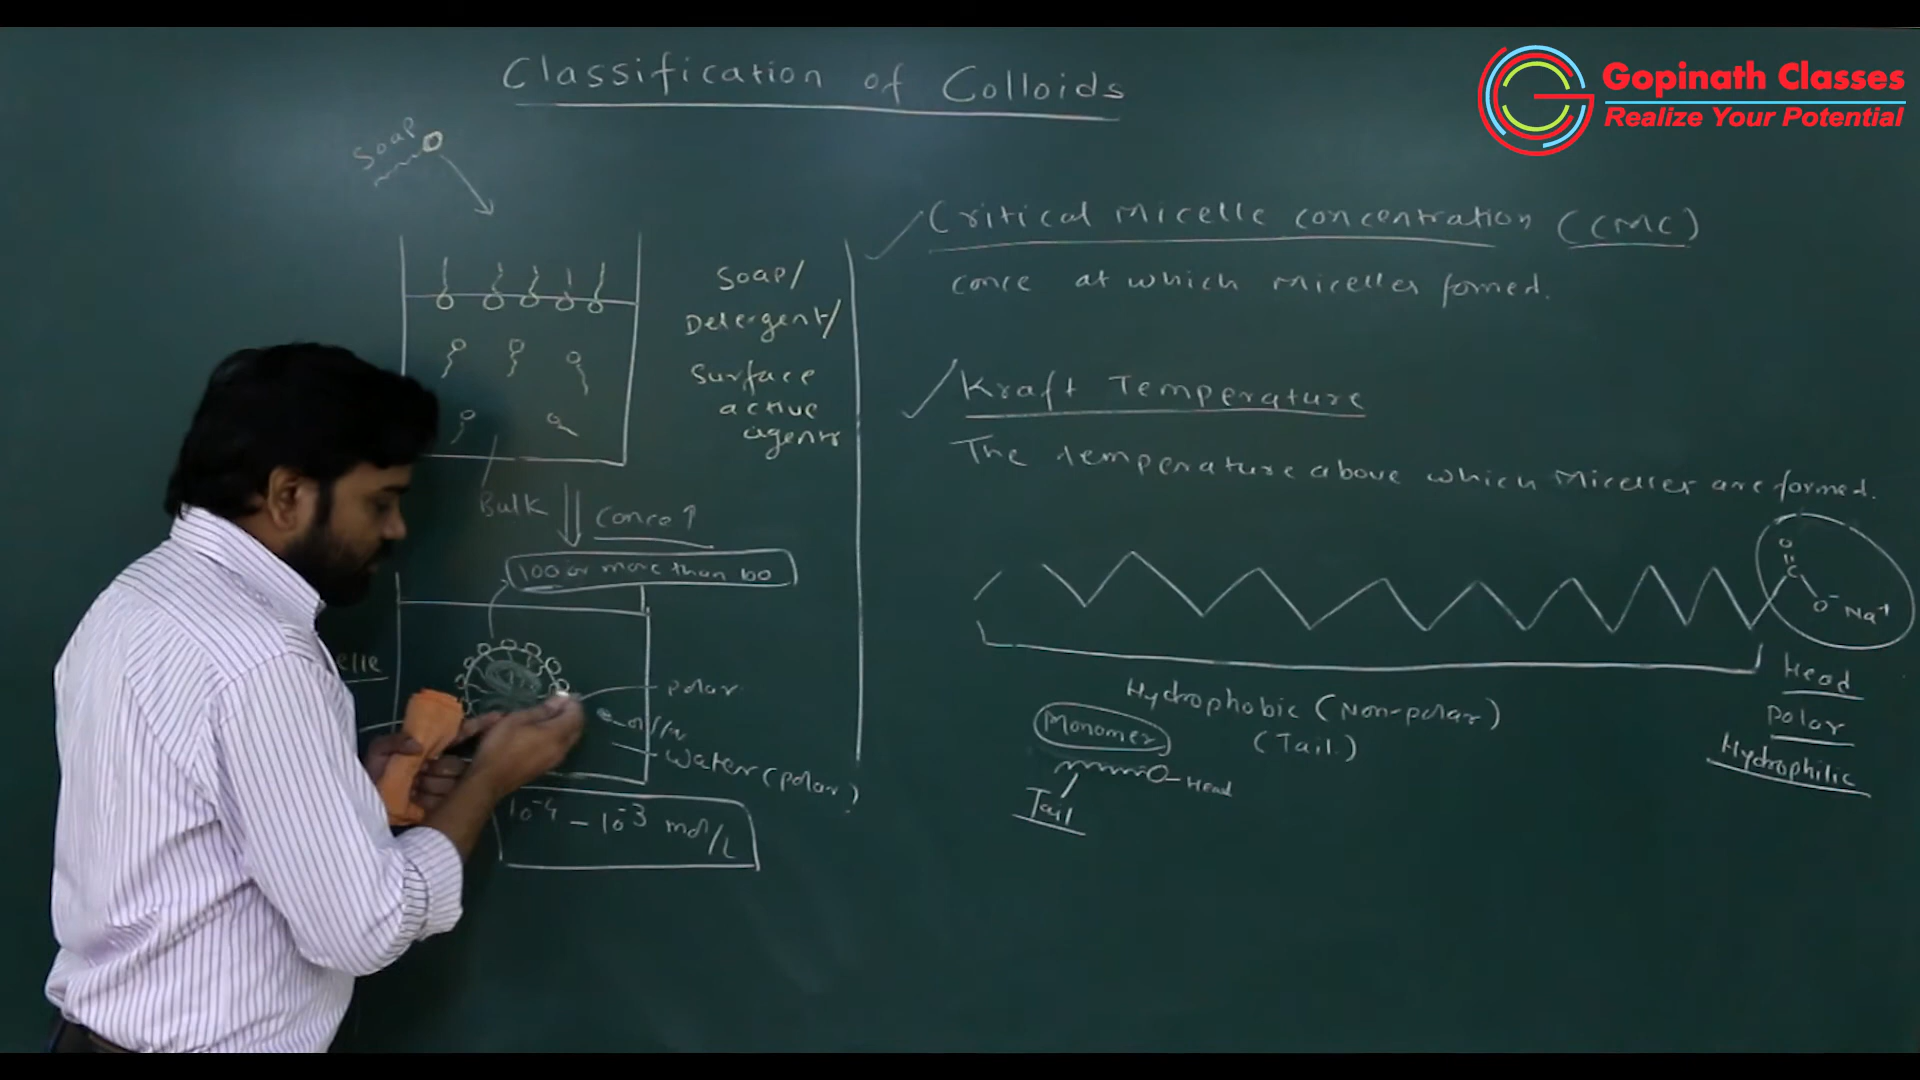 Classification of Colloids
Gopinath Classes
Realize Your Potential
Soap
Soap/
Detergent/
Surface
active
agents
Bulk
Conc ↑
100 or more than 100
elle
polar
Water (polar)
10⁻⁴ – 10⁻³ mol/L
Critical Micelle concentration (CMC)
conc at which Micelles formed.
Kraft Temperature
The temperature above which Micelles are formed.
O
C
O⁻ Na⁺
Head
Polar
Hydrophilic
Hydrophobic (Non-polar)
(Tail)
Monomer
Head
Tail